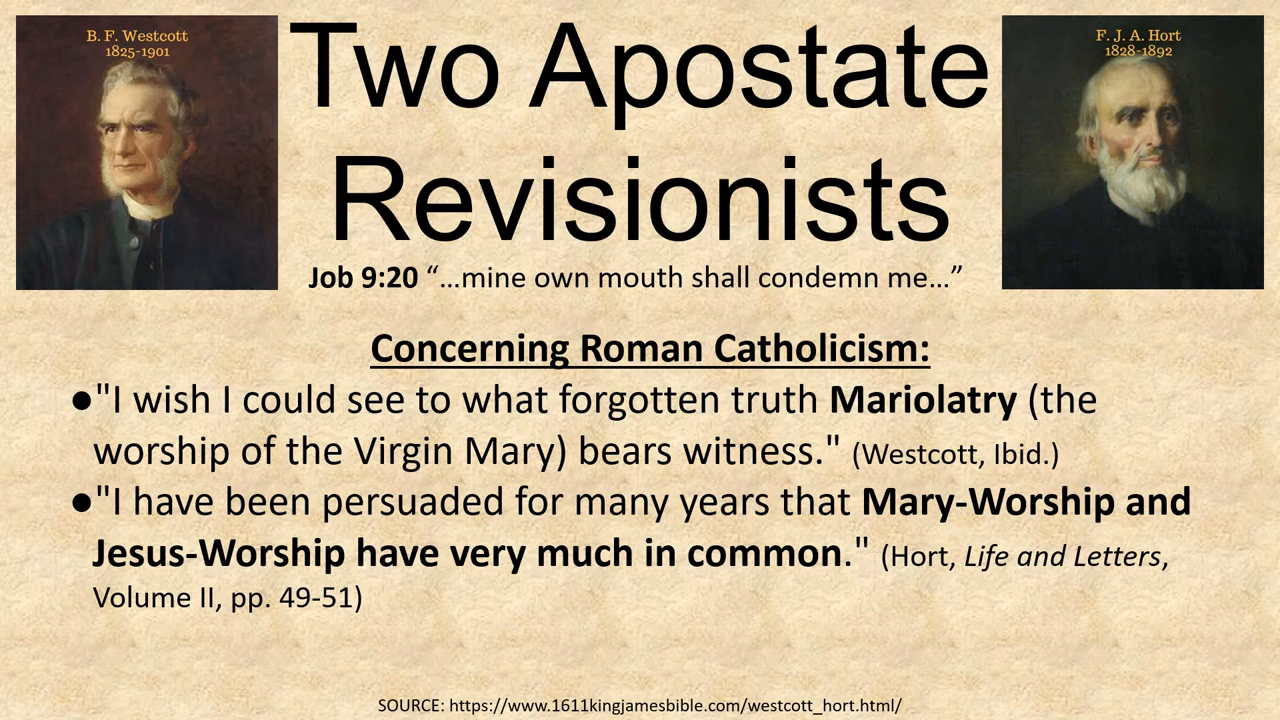 B. F. Westcott
1825-1901
Two Apostate
Revisionists
F. J. A. Hort
1828-1892
Job 9:20 “...mine own mouth shall condemn me...”
Concerning Roman Catholicism:
●"I wish I could see to what forgotten truth Mariolatry (the
worship of the Virgin Mary) bears witness." (Westcott, Ibid.)
●"I have been persuaded for many years that Mary-Worship and
Jesus-Worship have very much in common." (Hort, Life and Letters,
Volume II, pp. 49-51)
SOURCE: https://www.1611kingjamesbible.com/westcott_hort.html/